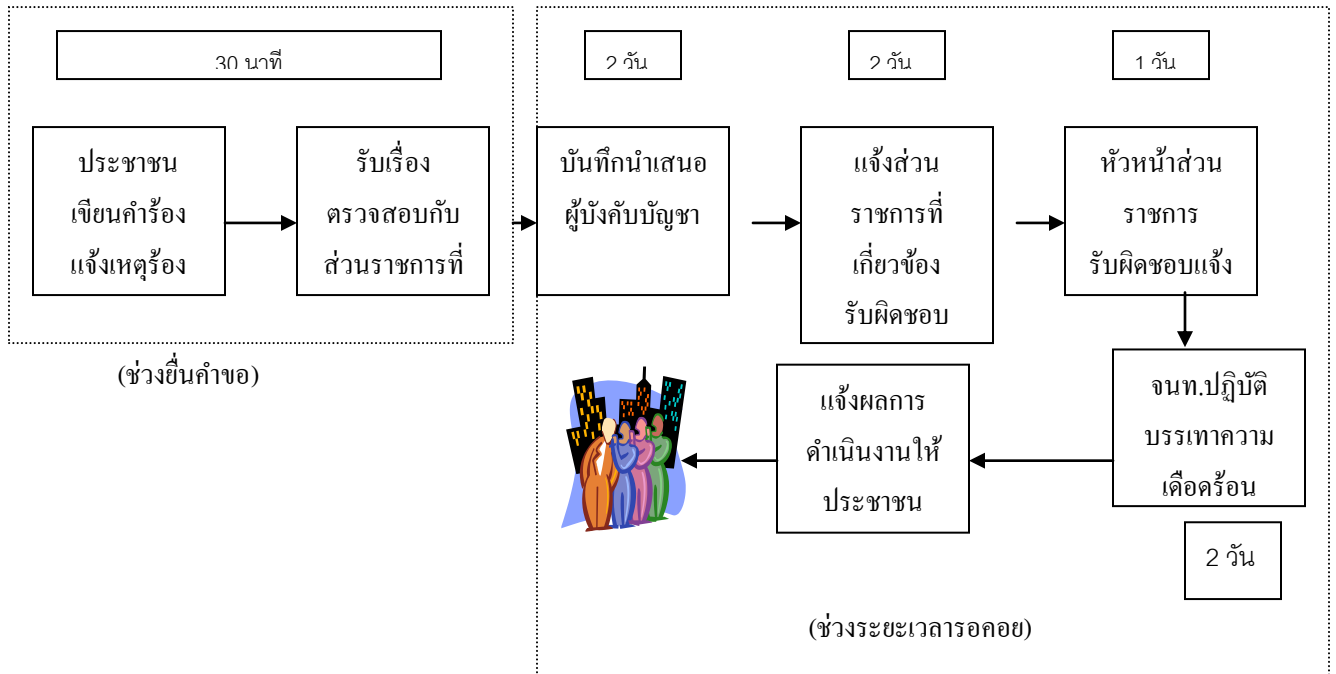 30 นาที
2 วัน
2 วัน
1 วัน
ประชาชน
เขียนคำร้อง
แจ้งเหตุร้อง
รับเรื่อง
ตรวจสอบกับ
ส่วนราชการที่
บันทึกนำเสนอ
ผู้บังคับบัญชา
แจ้งส่วน
ราชการที่
เกี่ยวข้อง
รับผิดชอบ
หัวหน้าส่วน
ราชการ
รับผิดชอบแจ้ง
(ช่วงยื่นคำขอ)
จนท.ปฏิบัติ
บรรเทาความ
เดือดร้อน
2 วัน
แจ้งผลการ
ดำเนินงานให้
ประชาชน
(ช่วงระยะเวลารอคอย)